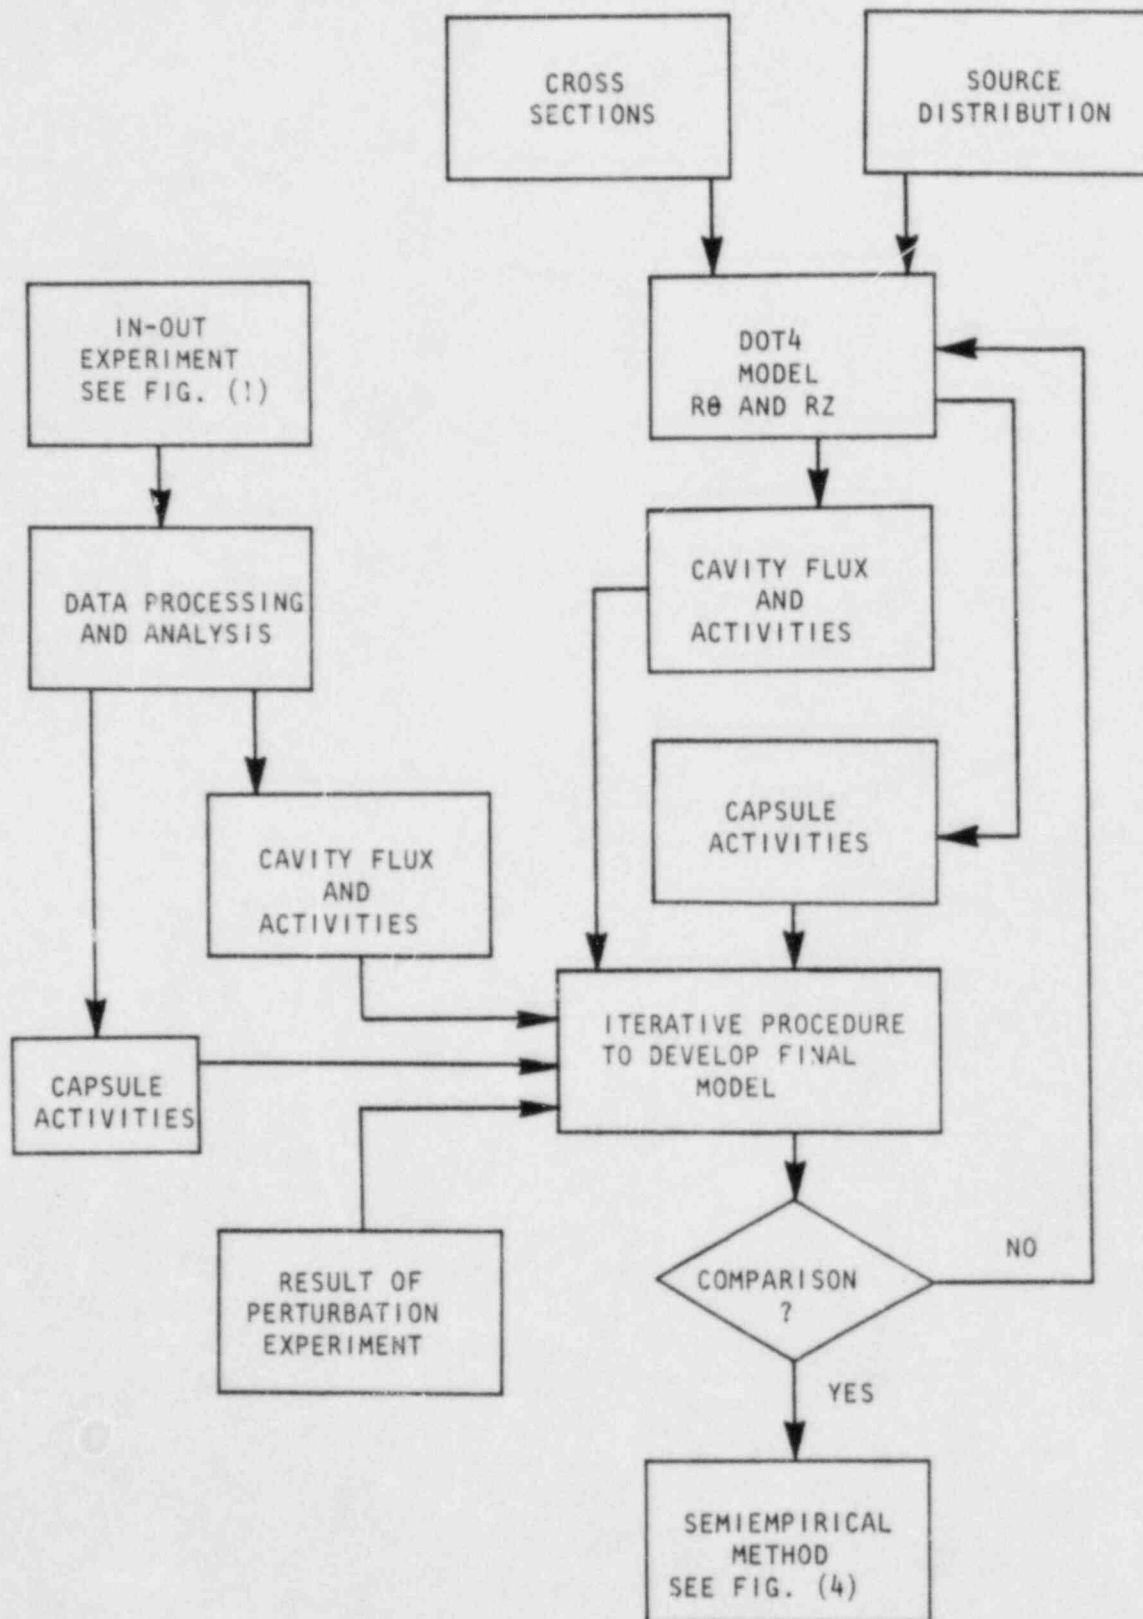 CROSS
SECTIONS
SOURCE
DISTRIBUTION
IN-OUT
EXPERIMENT
SEE FIG. (1)
DOT4
MODEL
Rθ AND RZ
DATA PROCESSING
AND ANALYSIS
CAVITY FLUX
AND
ACTIVITIES
CAPSULE
ACTIVITIES
CAVITY FLUX
AND
ACTIVITIES
ITERATIVE PROCEDURE
TO DEVELOP FINAL
MODEL
CAPSULE
ACTIVITIES
RESULT OF
PERTURBATION
EXPERIMENT
COMPARISON
?
NO
YES
SEMIEMPIRICAL
METHOD
SEE FIG. (4)